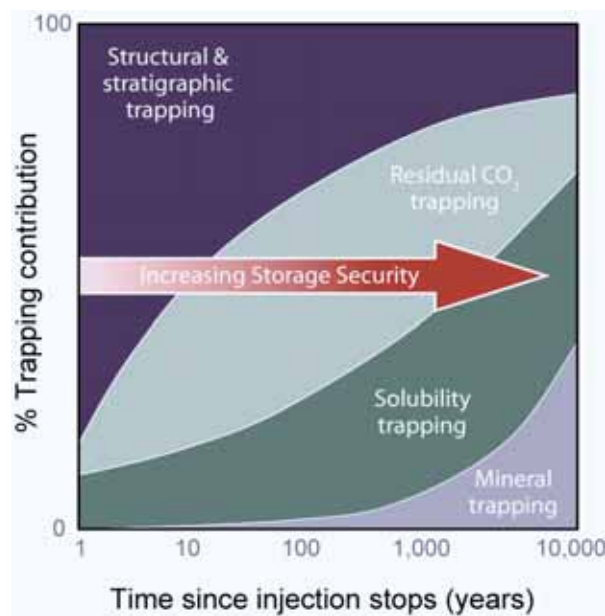 100
Structural &
stratigraphic
trapping
Residual CO₂
trapping
Increasing Storage Security
Solubility
trapping
Mineral
trapping
% Trapping contribution
0
1 10 100 1,000 10,000
Time since injection stops (years)